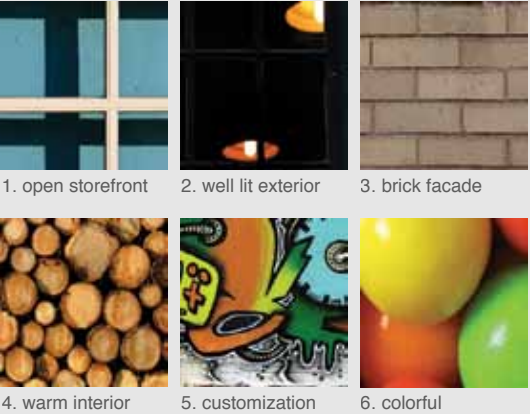 1. open storefront
2. well lit exterior
3. brick facade
4. warm interior
5. customization
6. colorful